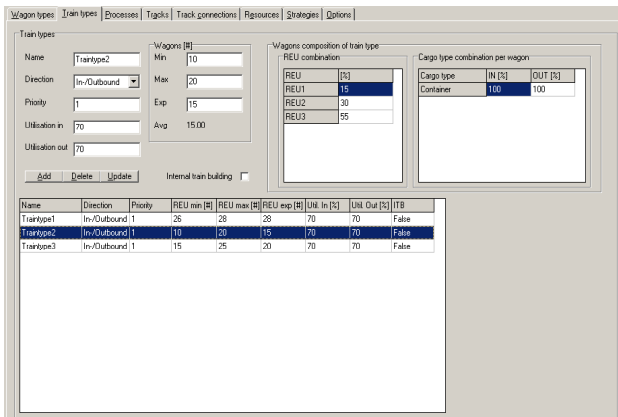 Wagon types Train types Processes Tracks Track connections Resources Strategies Options
Train types
Name Traintype2
Direction In-/Outbound
Priority 1
Utilisation in 70
Utilisation out 70
Wagons [#]
Min 10
Max 20
Exp 15
Avg 15.00
Add Delete Update
Internal train building
Wagons composition of train type
REU combination
REU [%]
REU1 15
REU2 30
REU3 55
Cargo type combination per wagon
Cargo type IN [%] OUT [%]
Container 100 100
Name Direction Priority REU min [#] REU max [#] REU exp [#] Util. In [%] Util. Out [%] ITB
Traintype1 In-/Outbound 1 26 28 28 70 70 False
Traintype2 In-/Outbound 1 10 20 15 70 70 False
Traintype3 In-/Outbound 1 15 25 20 70 70 False